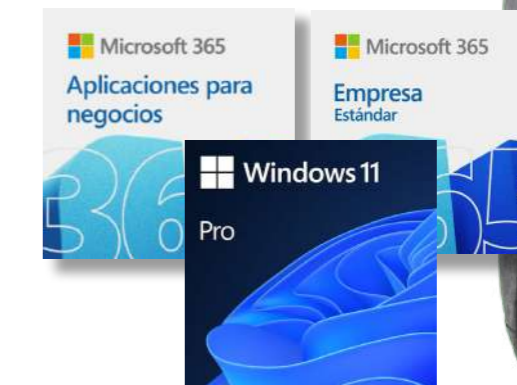 Microsoft 365
Aplicaciones para
negocios
Microsoft 365
Empresa
Estándar
Windows 11
Pro